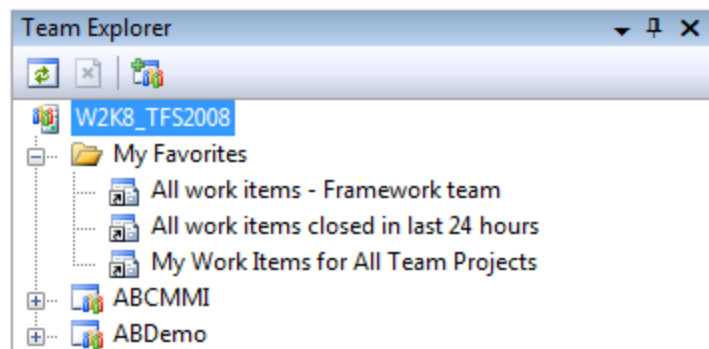 Team Explorer
W2K8_TFS2008
My Favorites
All work items - Framework team
All work items closed in last 24 hours
My Work Items for All Team Projects
ABCMMI
ABDemo